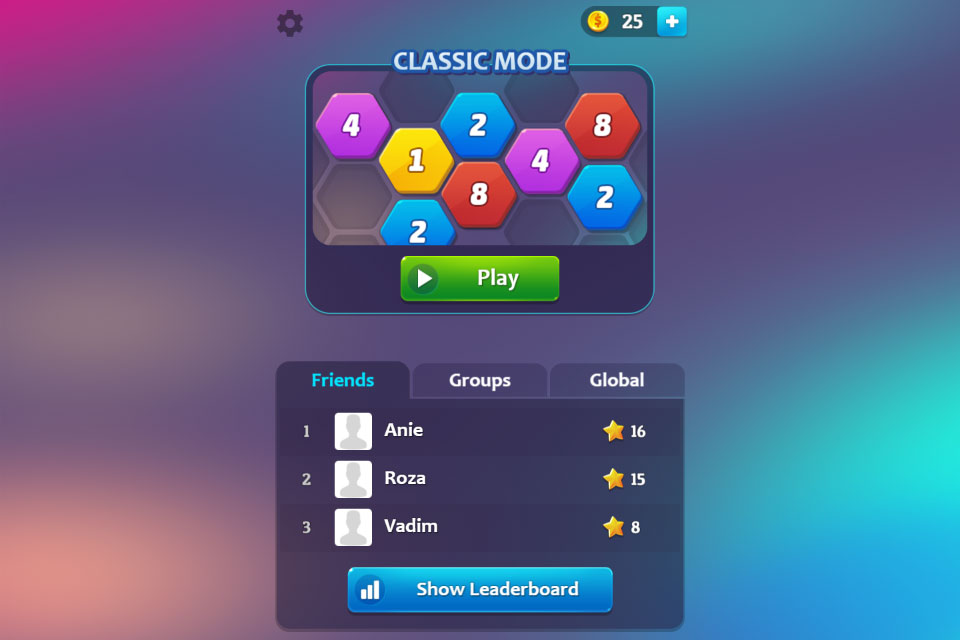 25
CLASSIC MODE
4 2 8
1 4
8 2
2
Play
Friends Groups Global
1 Anie 16
2 Roza 15
3 Vadim 8
Show Leaderboard